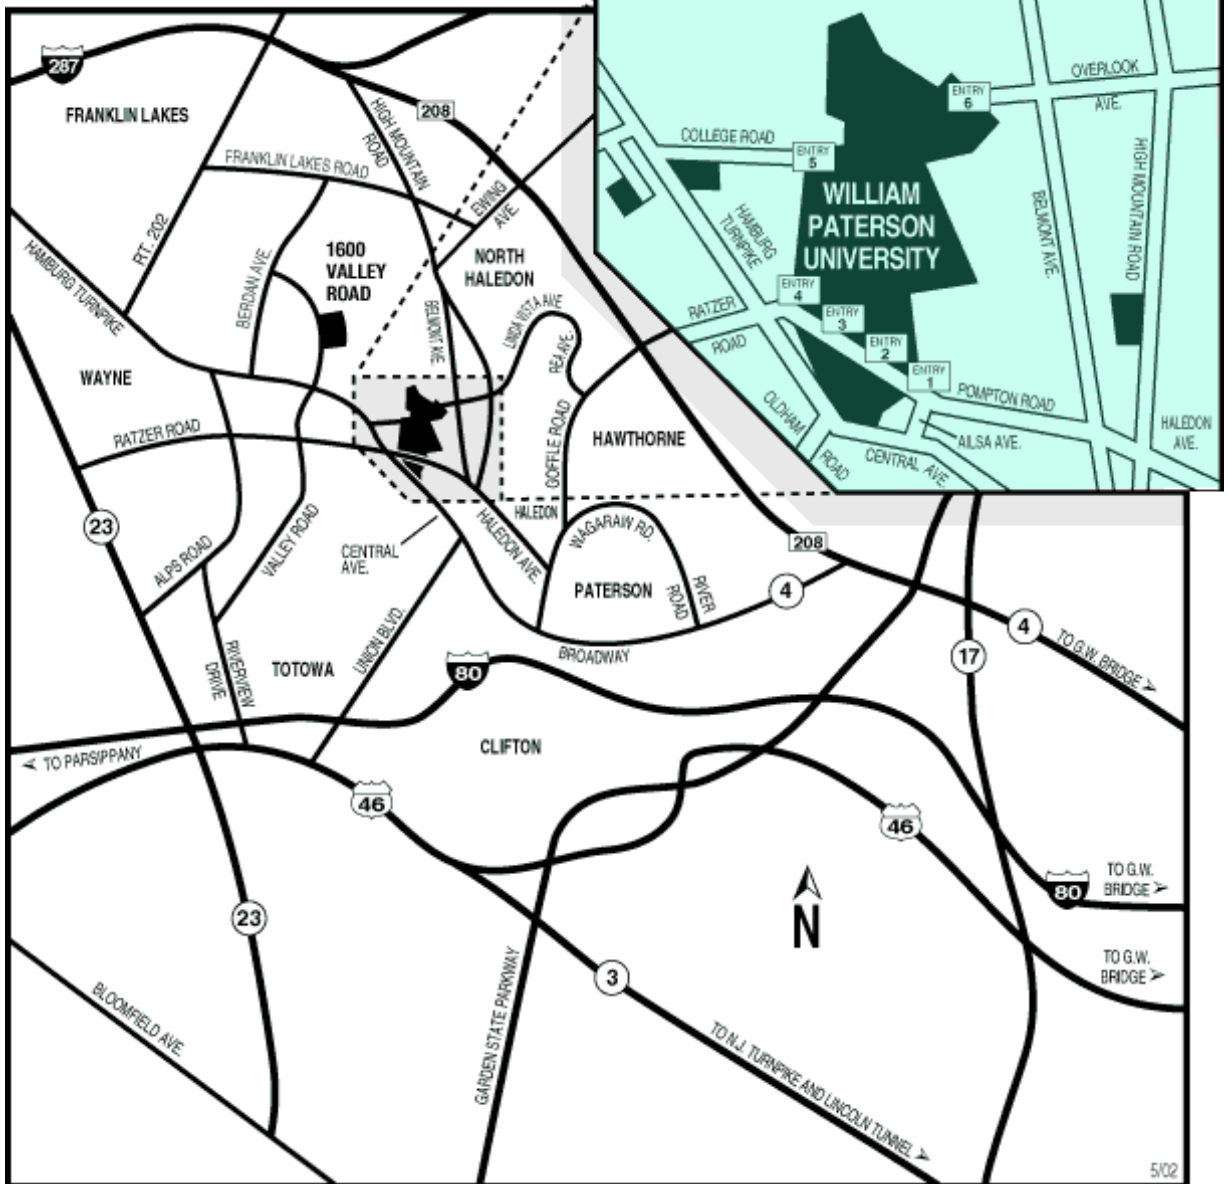 287
FRANKLIN LAKES
208
HIGH MOUNTAIN
ROAD
FRANKLIN LAKES ROAD
EWING
AVE.
RT. 202
HAMBURG TURNPIKE
BERDAN AVE.
1600
VALLEY
ROAD
NORTH
HALEDON
BELMONT AVE.
LINDA VISTA AVE.
REA AVE.
WAYNE
RATZER ROAD
GOFFLE ROAD
HAWTHORNE
HALEDON
23
ALPS ROAD
VALLEY ROAD
CENTRAL
AVE.
HALEDON AVE.
WAGARAW RD.
PATERSON
RIVER
ROAD
208
4
4
TO G.W. BRIDGE
17
BROADWAY
UNION BLVD.
RIVERVIEW
DRIVE
TOTOWA
80
TO PARSIPPANY
CLIFTON
46
46
80
TO G.W.
BRIDGE
TO G.W.
BRIDGE
N
23
3
BLOOMFIELD AVE.
GARDEN STATE PARKWAY
TO N.J. TURNPIKE AND LINCOLN TUNNEL
5/02
OVERLOOK
AVE.
ENTRY
6
COLLEGE ROAD
ENTRY
5
WILLIAM
PATERSON
UNIVERSITY
HAMBURG
TURNPIKE
BELMONT AVE.
HIGH MOUNTAIN ROAD
ENTRY
4
ENTRY
3
ENTRY
2
ENTRY
1
RATZER
ROAD
POMPTON ROAD
OLDHAM
ROAD
AILSA AVE.
CENTRAL AVE.
HALEDON
AVE.